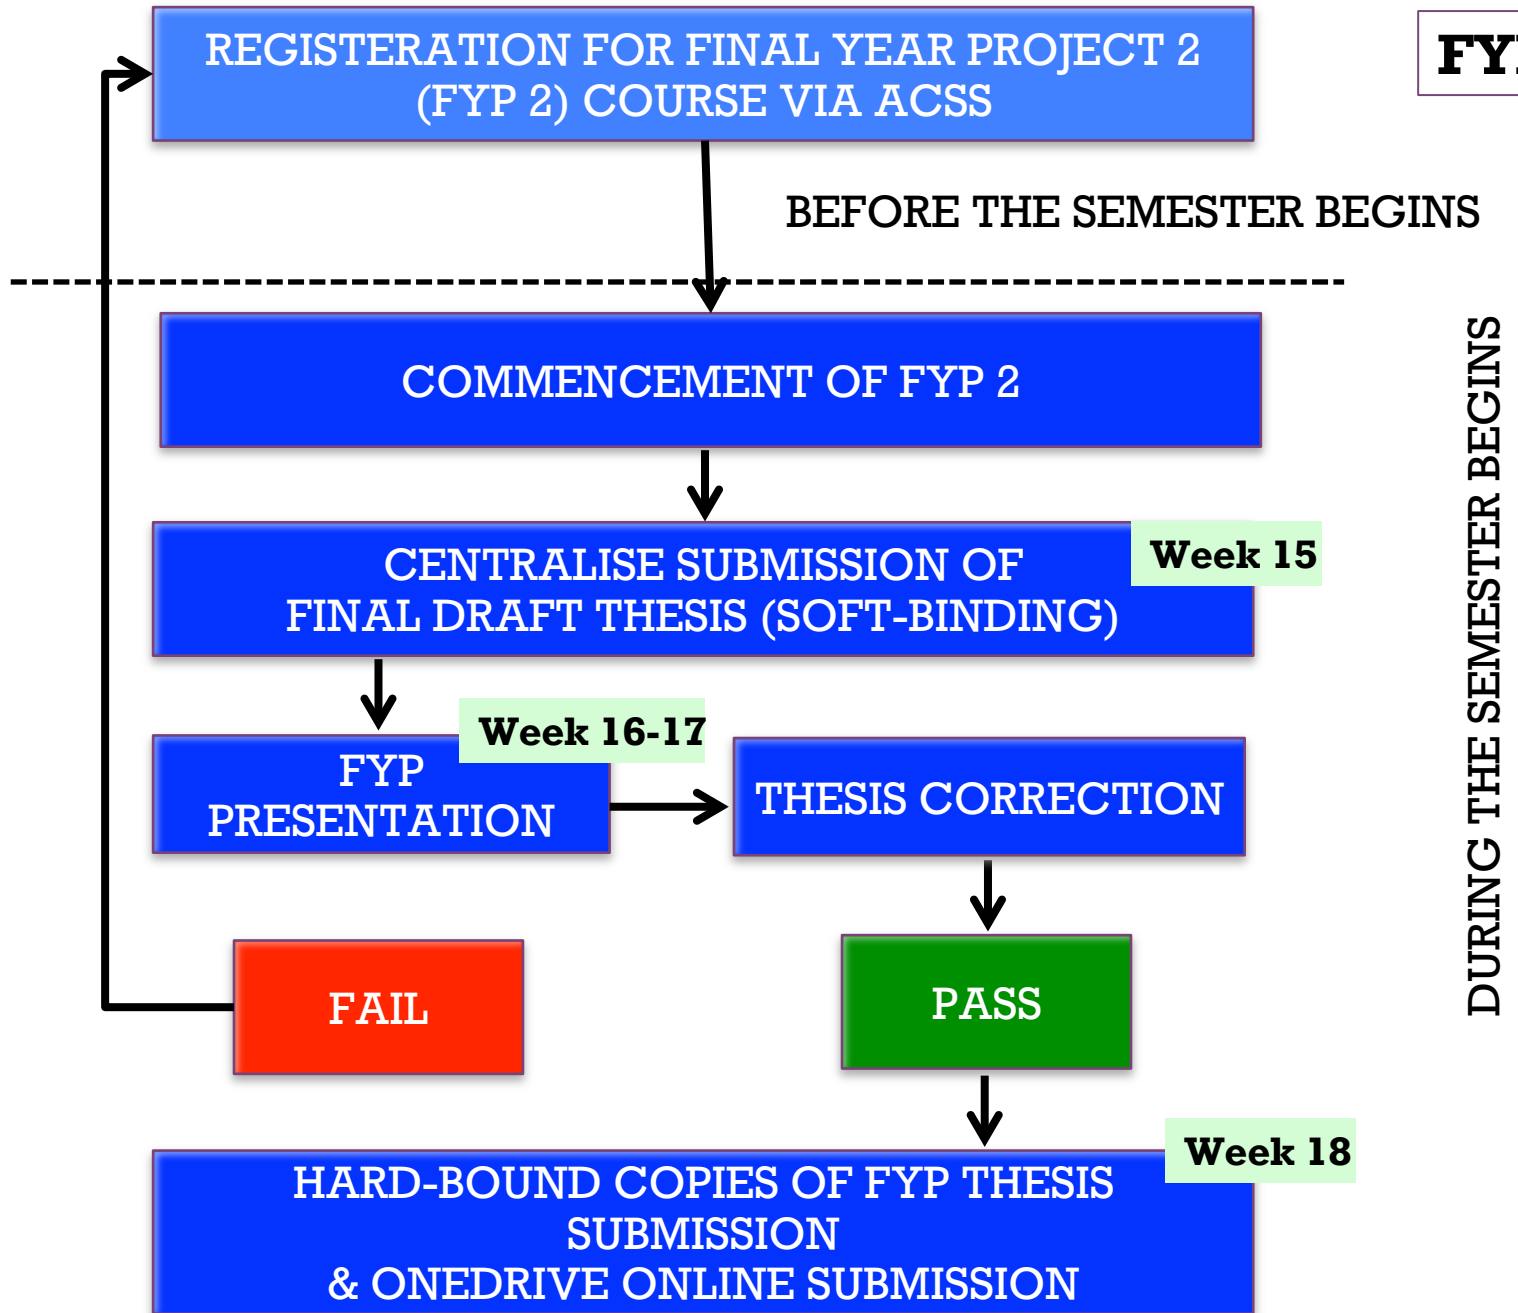 REGISTERATION FOR FINAL YEAR PROJECT 2
(FYP 2) COURSE VIA ACSS
BEFORE THE SEMESTER BEGINS
COMMENCEMENT OF FYP 2
CENTRALISE SUBMISSION OF
FINAL DRAFT THESIS (SOFT-BINDING)
Week 15
Week 16-17
FYP
PRESENTATION
THESIS CORRECTION
FAIL
PASS
Week 18
HARD-BOUND COPIES OF FYP THESIS
SUBMISSION
& ONEDRIVE ONLINE SUBMISSION
DURING THE SEMESTER BEGINS